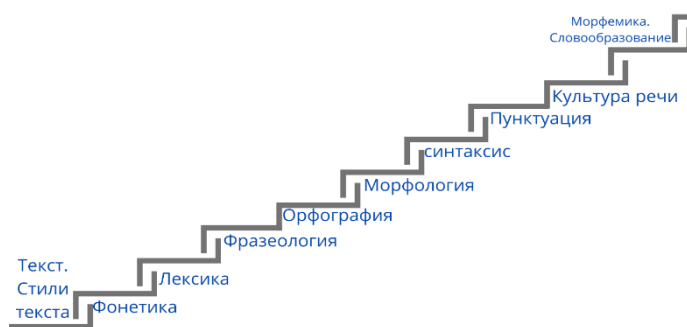 Морфемика.
Словообразование
Культура речи
Пунктуация
синтаксис
Морфология
Орфография
Фразеология
Текст.
Стили
текста
Лексика
Фонетика